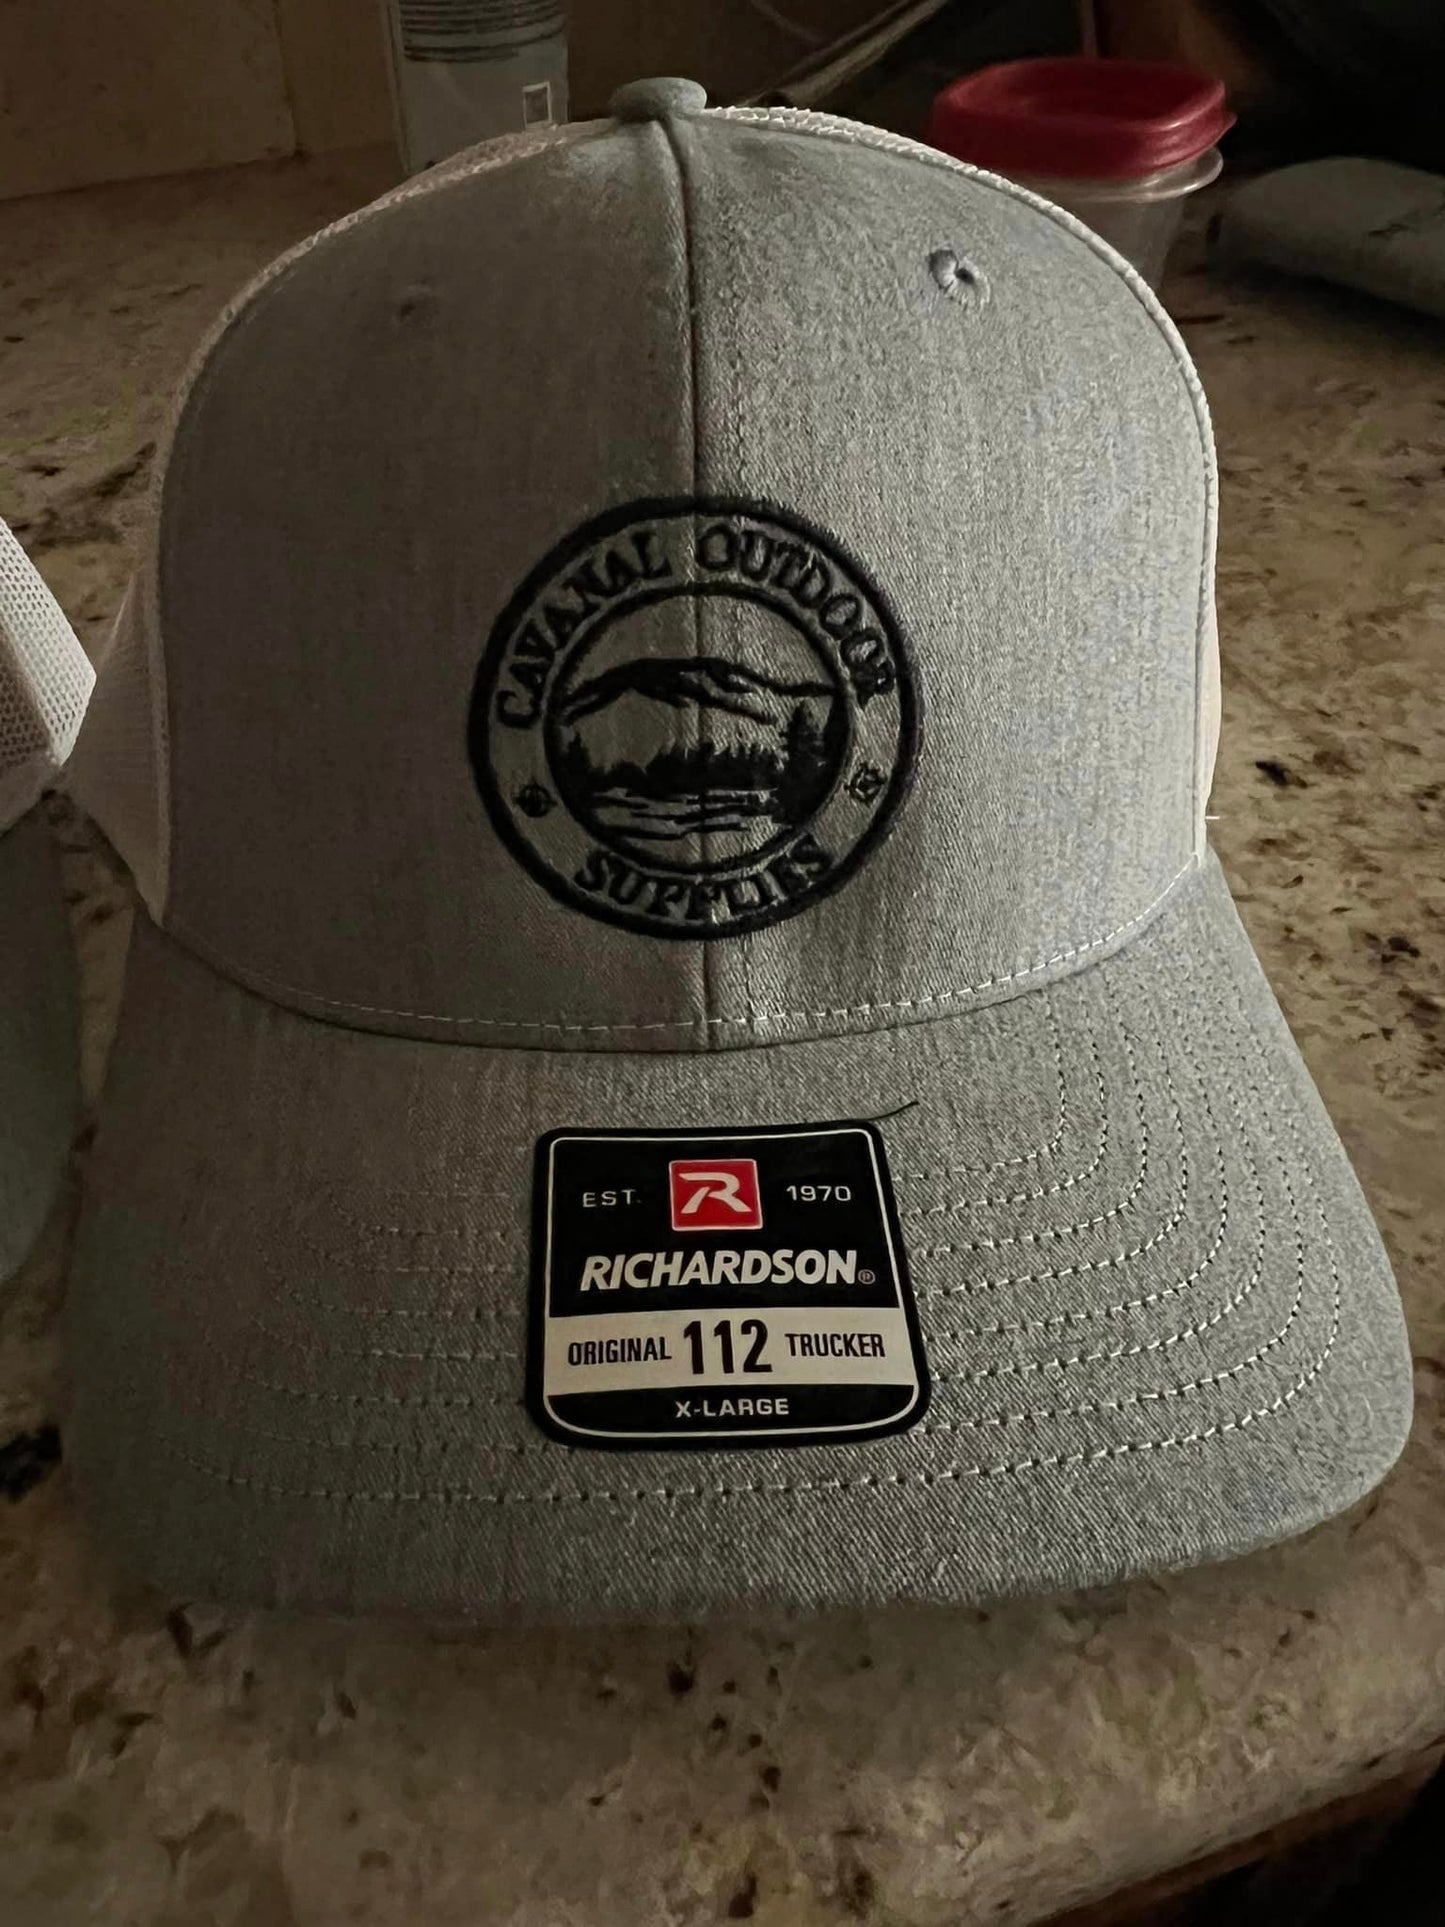 CAVANAL OUTDOOR
SUPPLIES
EST. R 1970
RICHARDSON®
ORIGINAL 112 TRUCKER
X-LARGE